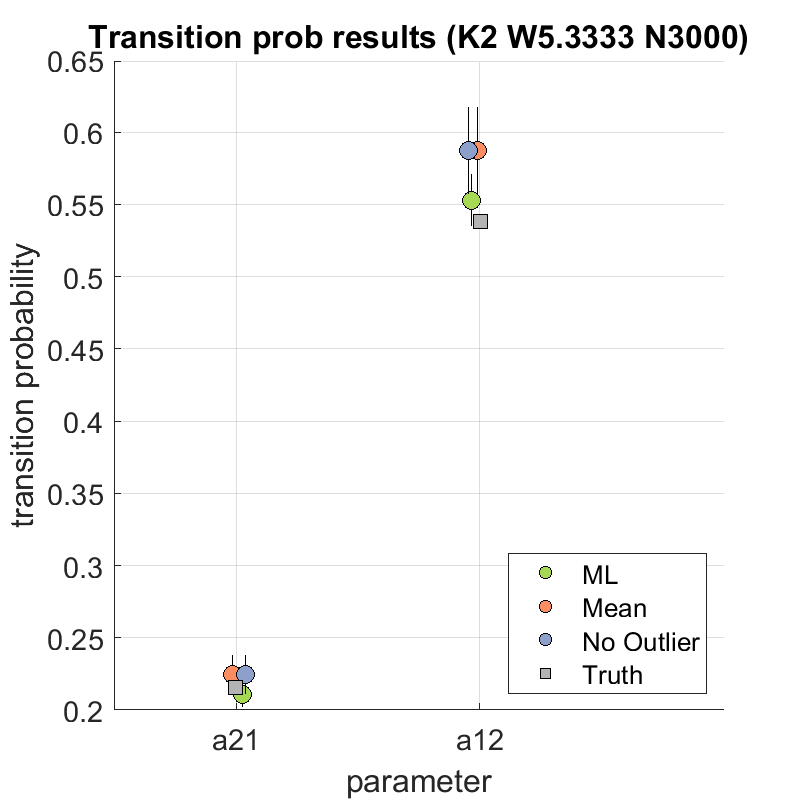 Transition prob results (K2 W5.3333 N3000)
0.65
0.6
0.55
0.5
0.45
0.4
0.35
0.3
0.25
0.2
transition probability
a21
a12
parameter
ML
Mean
No Outlier
Truth